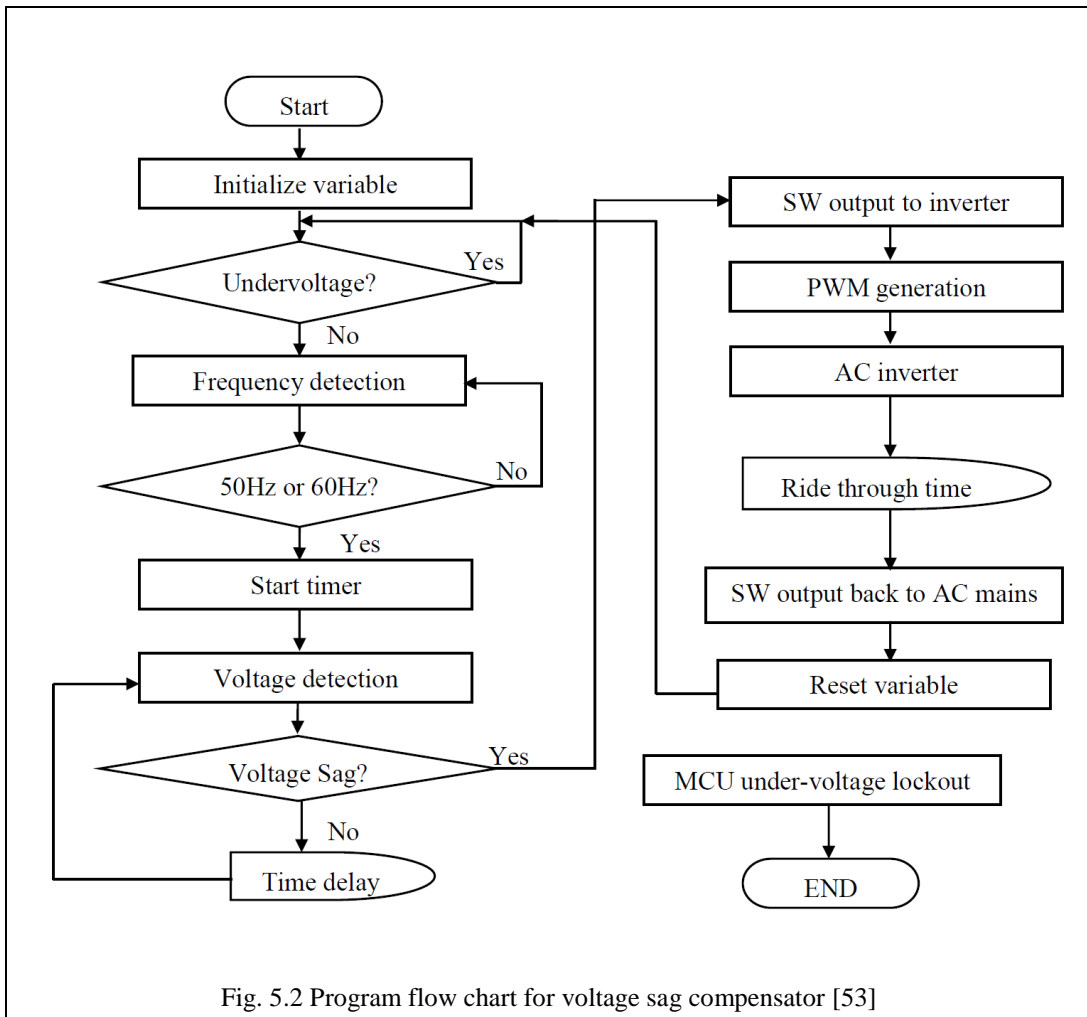 Start
Initialize variable
Undervoltage?
Yes
No
Frequency detection
50Hz or 60Hz?
No
Yes
Start timer
Voltage detection
Voltage Sag?
Yes
No
Time delay
SW output to inverter
PWM generation
AC inverter
Ride through time
SW output back to AC mains
Reset variable
MCU under-voltage lockout
END
Fig. 5.2 Program flow chart for voltage sag compensator [53]